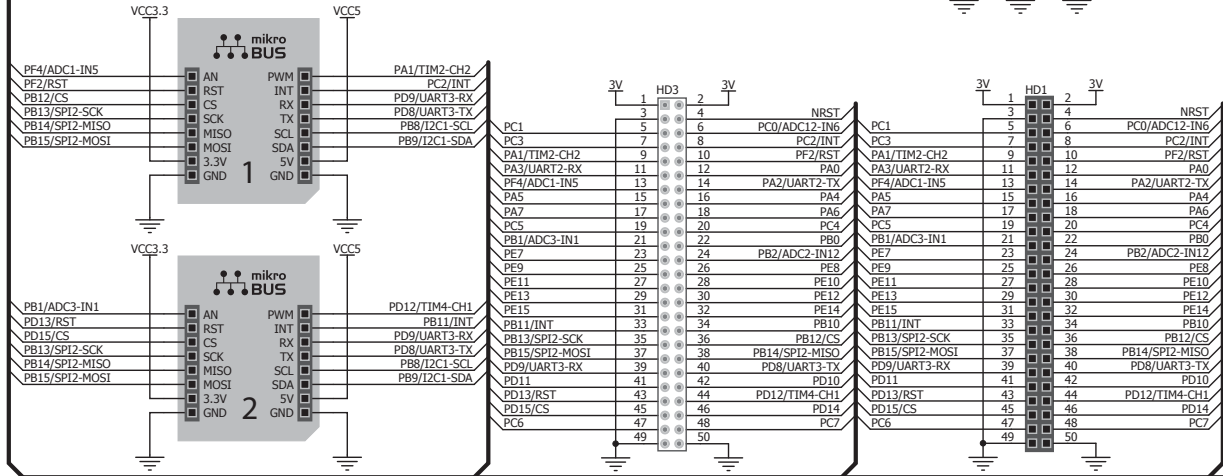 VCC3.3 VCC5
mikro
BUS
PF4/ADC1-IN5 AN PWM PA1/TIM2-CH2
PF2/RST RST INT PC2/INT
PB12/CS CS RX PD9/UART3-RX
PB13/SPI2-SCK SCK TX PD8/UART3-TX
PB14/SPI2-MISO MISO SCL PB8/I2C1-SCL
PB15/SPI2-MOSI MOSI SDA PB9/I2C1-SDA
3.3V 5V
GND 1 GND
VCC3.3 VCC5
mikro
BUS
PB1/ADC3-IN1 AN PWM PD12/TIM4-CH1
PD13/RST RST INT PB11/INT
PD15/CS CS RX PD9/UART3-RX
PB13/SPI2-SCK SCK TX PD8/UART3-TX
PB14/SPI2-MISO MISO SCL PB8/I2C1-SCL
PB15/SPI2-MOSI MOSI SDA PB9/I2C1-SDA
3.3V 5V
GND 2 GND
3V HD3 3V
1 2
3 4 NRST
PC1 5 6 PC0/ADC12-IN6
PC3 7 8 PC2/INT
PA1/TIM2-CH2 9 10 PF2/RST
PA3/UART2-RX 11 12 PA0
PF4/ADC1-IN5 13 14 PA2/UART2-TX
PA5 15 16 PA4
PA7 17 18 PA6
PC5 19 20 PC4
PB1/ADC3-IN1 21 22 PB0
PE7 23 24 PB2/ADC2-IN12
PE9 25 26 PE8
PE11 27 28 PE10
PE13 29 30 PE12
PE15 31 32 PE14
PB11/INT 33 34 PB10
PB13/SPI2-SCK 35 36 PB12/CS
PB15/SPI2-MOSI 37 38 PB14/SPI2-MISO
PD9/UART3-RX 39 40 PD8/UART3-TX
PD11 41 42 PD10
PD13/RST 43 44 PD12/TIM4-CH1
PD15/CS 45 46 PD14
PC6 47 48 PC7
49 50
3V HD1 3V
1 2
3 4 NRST
PC1 5 6 PC0/ADC12-IN6
PC3 7 8 PC2/INT
PA1/TIM2-CH2 9 10 PF2/RST
PA3/UART2-RX 11 12 PA0
PF4/ADC1-IN5 13 14 PA2/UART2-TX
PA5 15 16 PA4
PA7 17 18 PA6
PC5 19 20 PC4
PB1/ADC3-IN1 21 22 PB0
PE7 23 24 PB2/ADC2-IN12
PE9 25 26 PE8
PE11 27 28 PE10
PE13 29 30 PE12
PE15 31 32 PE14
PB11/INT 33 34 PB10
PB13/SPI2-SCK 35 36 PB12/CS
PB15/SPI2-MOSI 37 38 PB14/SPI2-MISO
PD9/UART3-RX 39 40 PD8/UART3-TX
PD11 41 42 PD10
PD13/RST 43 44 PD12/TIM4-CH1
PD15/CS 45 46 PD14
PC6 47 48 PC7
49 50